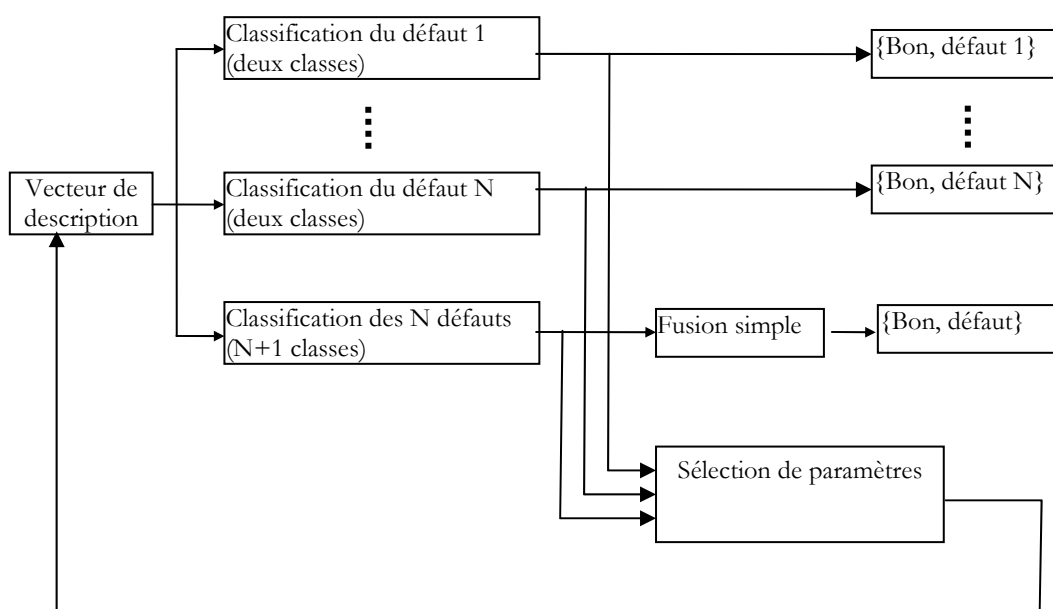 Classification du défaut 1
(deux classes)
{Bon, défaut 1}
Vecteur de
description
Classification du défaut N
(deux classes)
{Bon, défaut N}
Classification des N défauts
(N+1 classes)
Fusion simple
{Bon, défaut}
Sélection de paramètres